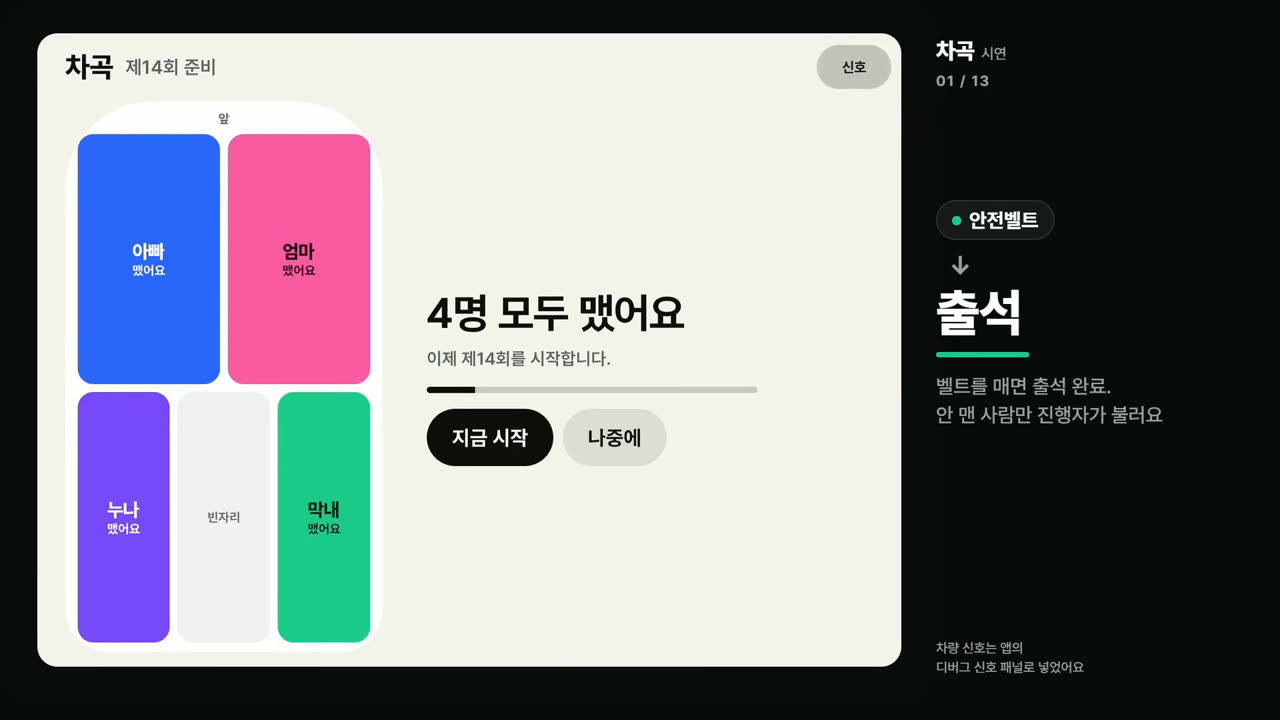 차곡 제14회 준비
신호
앞
아빠
맸어요
엄마
맸어요
누나
맸어요
빈자리
막내
맸어요
4명 모두 맸어요
이제 제14회를 시작합니다.
지금 시작
나중에
차곡 시연
01 / 13
안전벨트
출석
벨트를 매면 출석 완료.
안 맨 사람만 진행자가 불러요
차량 신호는 앱의
디버그 신호 패널로 넣었어요